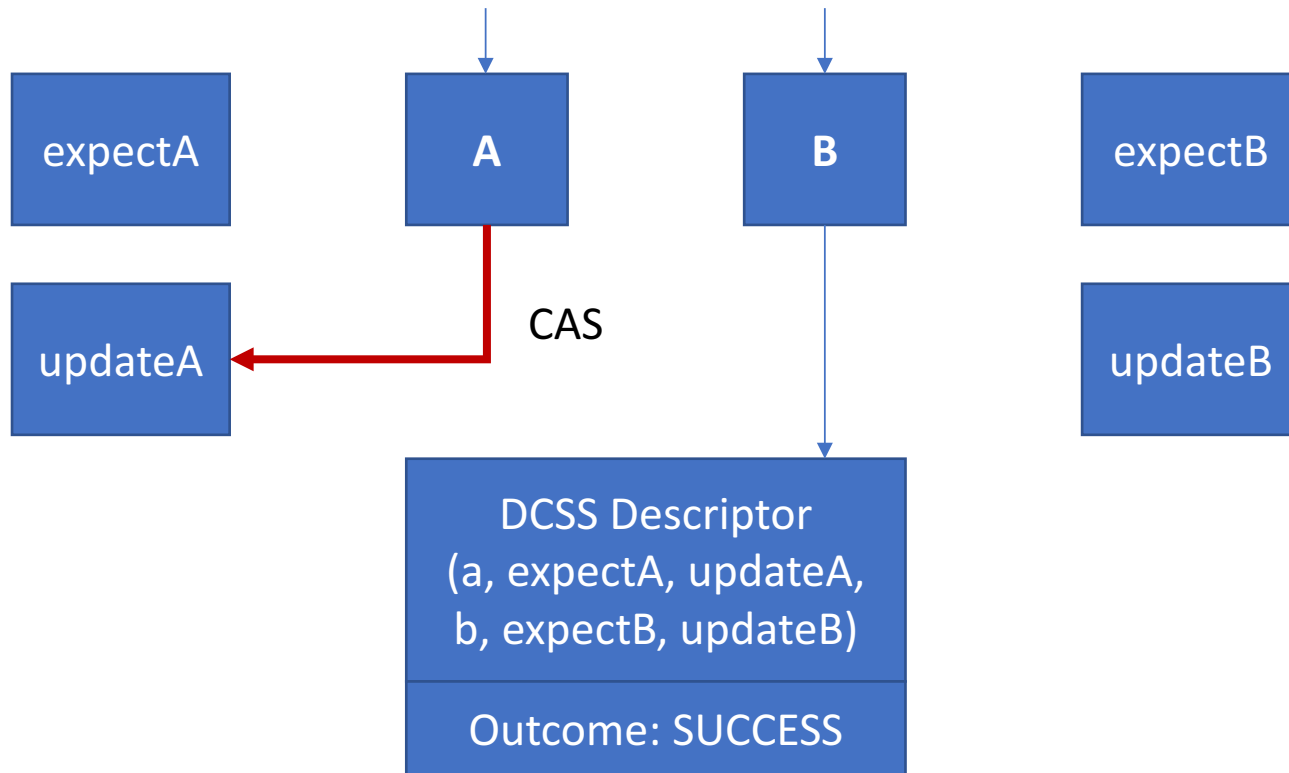 expectA
A
B
expectB
updateA
CAS
updateB
DCSS Descriptor
(a, expectA, updateA,
b, expectB, updateB)
Outcome: SUCCESS